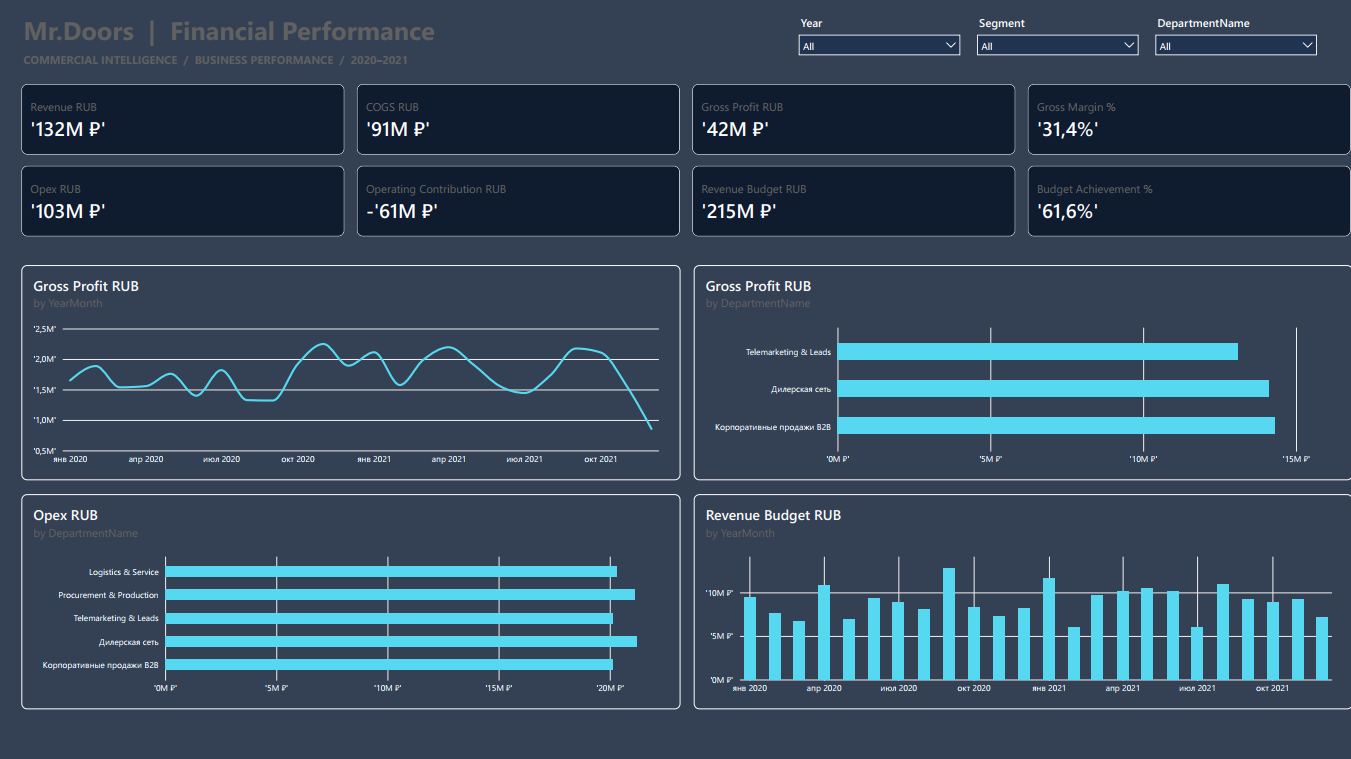 Mr.Doors | Financial Performance
COMMERCIAL INTELLIGENCE / BUSINESS PERFORMANCE / 2020–2021
Year
Segment
DepartmentName
All
All
All
Revenue RUB
'132M ₽'
COGS RUB
'91M ₽'
Gross Profit RUB
'42M ₽'
Gross Margin %
'31,4%'
Opex RUB
'103M ₽'
Operating Contribution RUB
-'61M ₽'
Revenue Budget RUB
'215M ₽'
Budget Achievement %
'61,6%'
Gross Profit RUB
by YearMonth
'2,5M'
'2,0M'
'1,5M'
'1,0M'
'0,5M'
янв 2020
апр 2020
июл 2020
окт 2020
янв 2021
апр 2021
июл 2021
окт 2021
Gross Profit RUB
by DepartmentName
Telemarketing & Leads
Дилерская сеть
Корпоративные продажи B2B
'0M ₽'
'5M ₽'
'10M ₽'
'15M ₽'
Opex RUB
by DepartmentName
Logistics & Service
Procurement & Production
Telemarketing & Leads
Дилерская сеть
Корпоративные продажи B2B
'0M ₽'
'5M ₽'
'10M ₽'
'15M ₽'
'20M ₽'
Revenue Budget RUB
by YearMonth
'10M ₽'
'5M ₽'
'0M ₽'
янв 2020
апр 2020
июл 2020
окт 2020
янв 2021
апр 2021
июл 2021
окт 2021